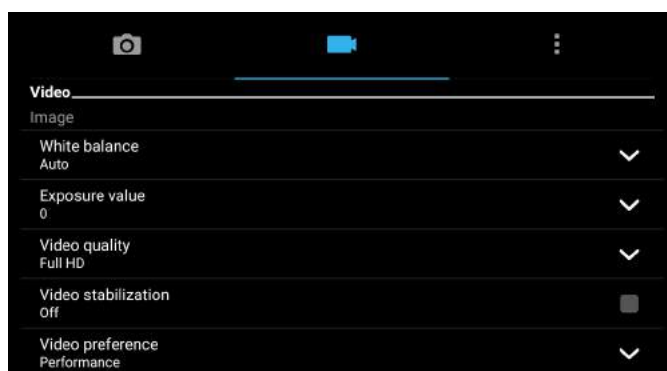 Video
Image
White balance
Auto
Exposure value
0
Video quality
Full HD
Video stabilization
Off
Video preference
Performance